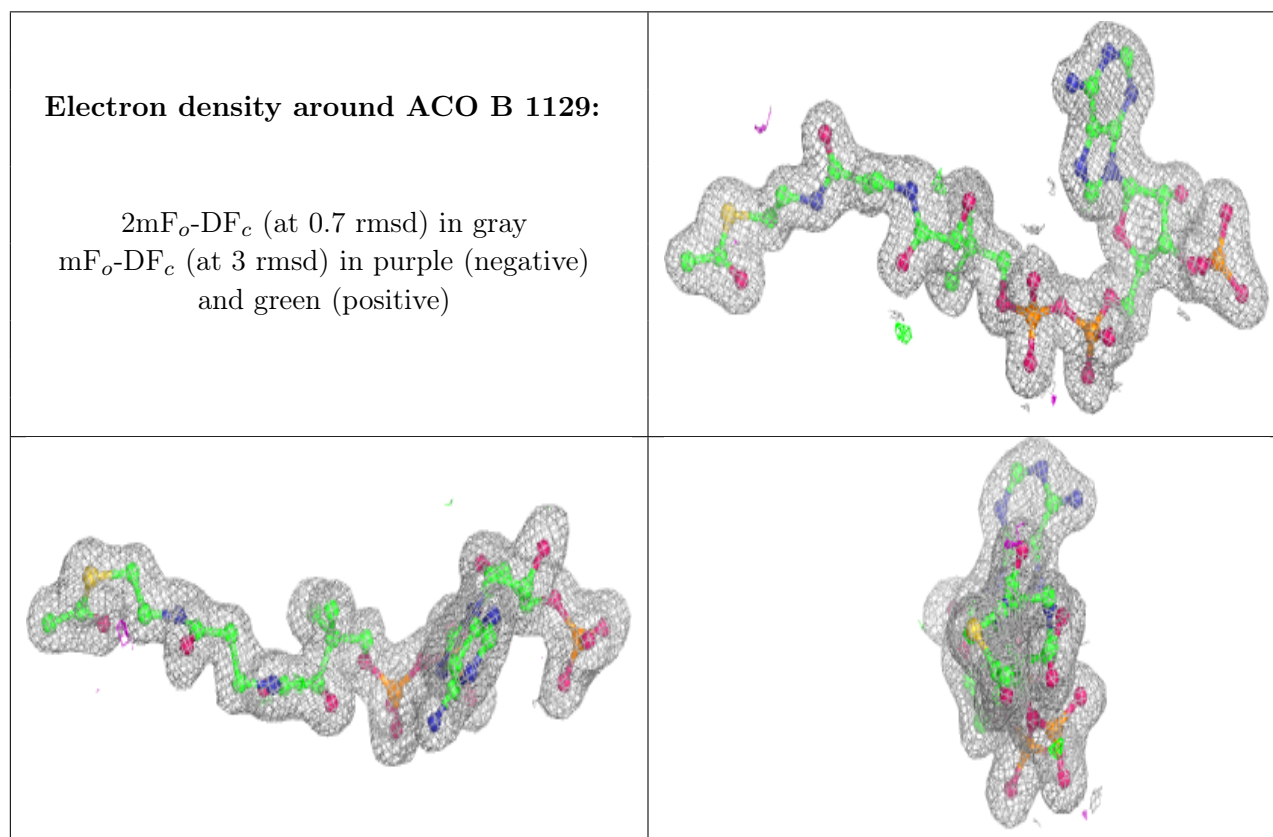 Electron density around ACO B 1129:
2mFo-DFc (at 0.7 rmsd) in gray
mFo-DFc (at 3 rmsd) in purple (negative)
and green (positive)